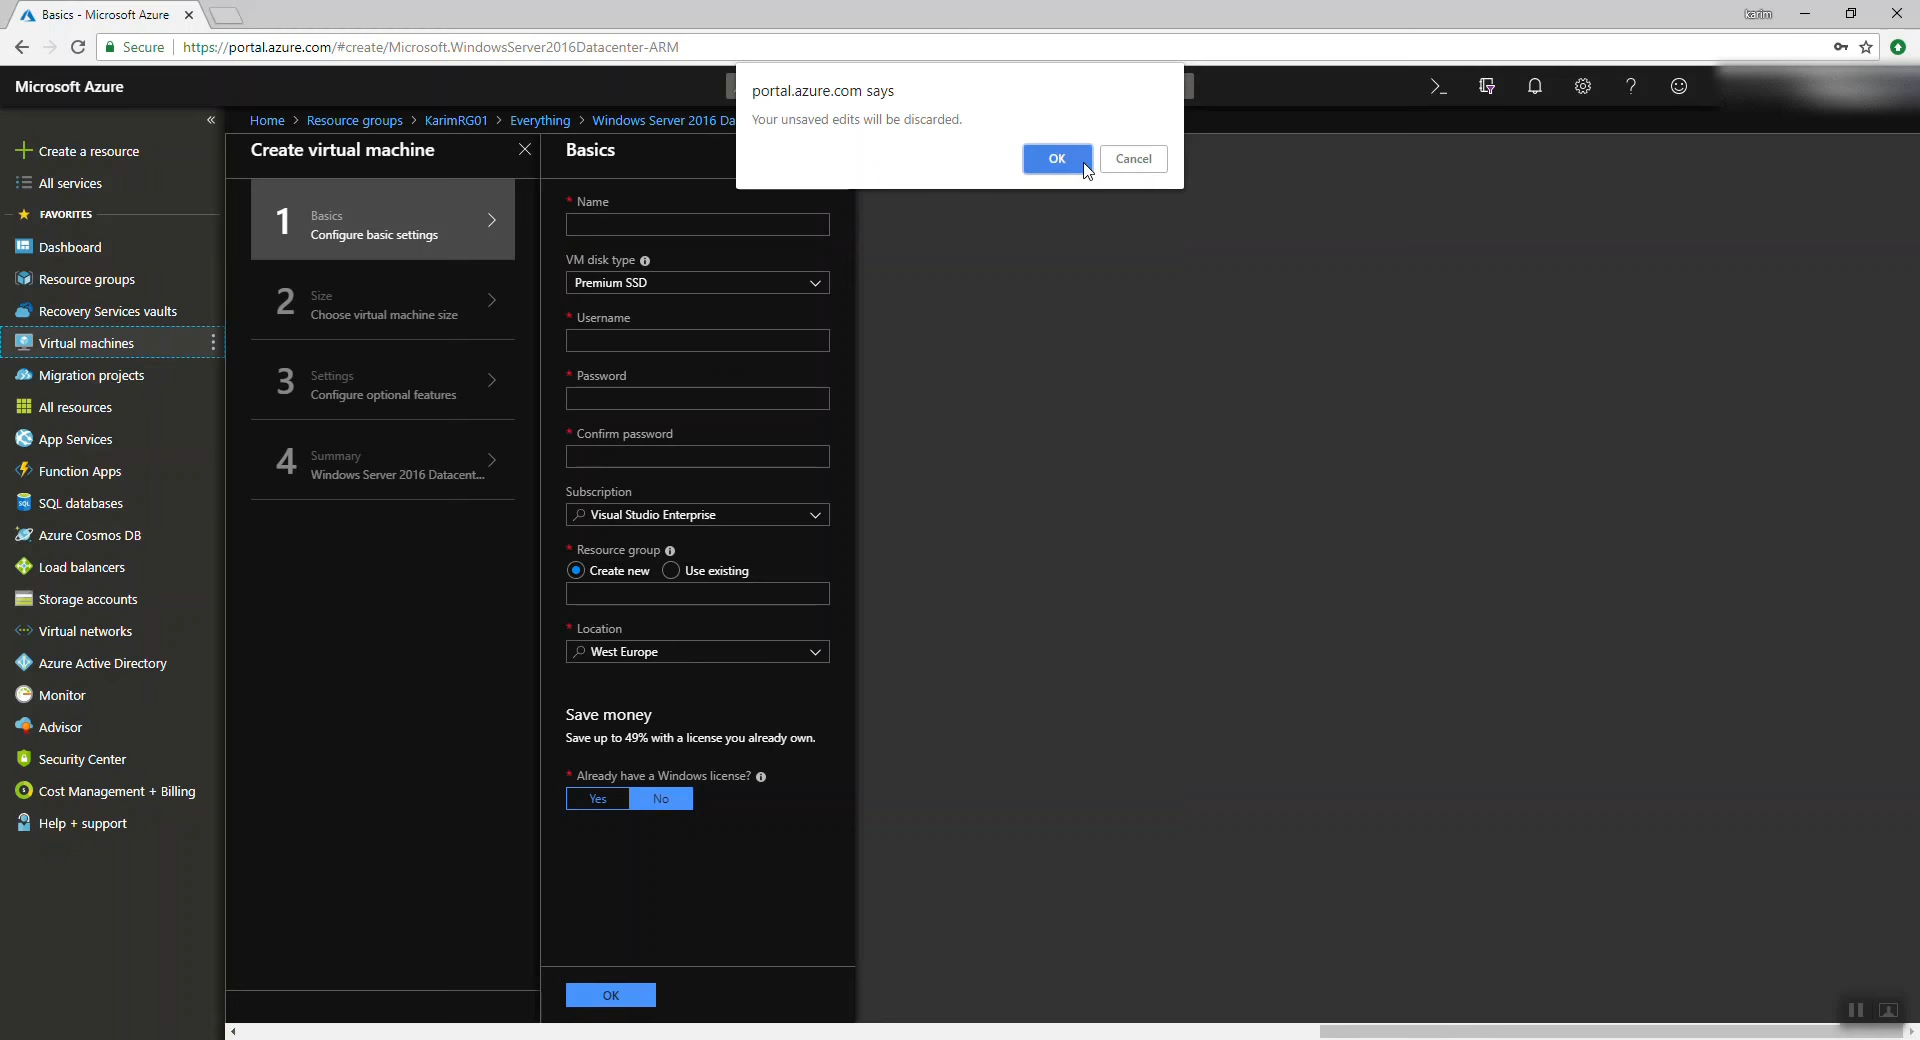 Basics - Microsoft Azure
karim
Secure
https://portal.azure.com/#create/Microsoft.WindowsServer2016Datacenter-ARM
Microsoft Azure
portal.azure.com says
Your unsaved edits will be discarded.
OK
Cancel
Home > Resource groups > KarimRG01 > Everything > Windows Server 2016 Da
Create a resource
All services
FAVORITES
Dashboard
Resource groups
Recovery Services vaults
Virtual machines
Migration projects
All resources
App Services
Function Apps
SQL databases
Azure Cosmos DB
Load balancers
Storage accounts
Virtual networks
Azure Active Directory
Monitor
Advisor
Security Center
Cost Management + Billing
Help + support
Create virtual machine
1
Basics
Configure basic settings
2
Size
Choose virtual machine size
3
Settings
Configure optional features
4
Summary
Windows Server 2016 Datacent...
Basics
* Name
VM disk type
Premium SSD
* Username
* Password
* Confirm password
Subscription
Visual Studio Enterprise
* Resource group
Create new Use existing
* Location
West Europe
Save money
Save up to 49% with a license you already own.
* Already have a Windows license?
Yes No
OK